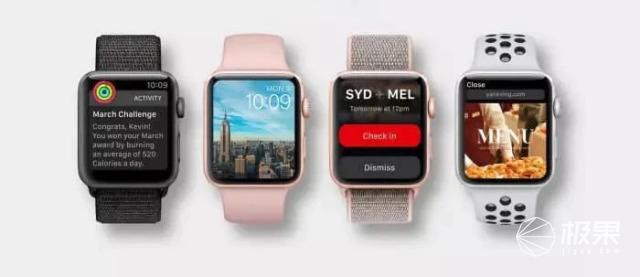 10:09
ACTIVITY
March Challenge
Congrats, Kevin!
You won your March
award by burning
an average of 520
Calories a day.
10:09
SYD + MEL
Tomorrow at 12pm
Check in
Dismiss
Close
MENU
极果